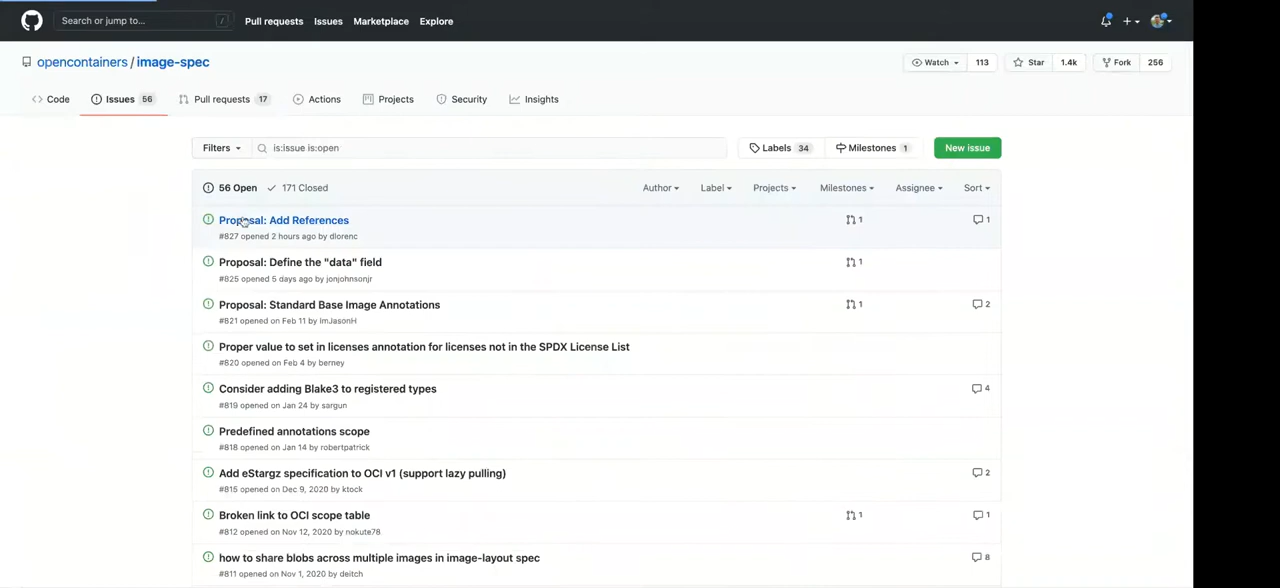 Search or jump to... / Pull requests Issues Marketplace Explore
opencontainers / image-spec Watch 113 Star 1.4k Fork 256
Code Issues 56 Pull requests 17 Actions Projects Security Insights
Filters is:issue is:open Labels 34 Milestones 1 New issue
56 Open 171 Closed Author Label Projects Milestones Assignee Sort
Proposal: Add References 1 1
#827 opened 2 hours ago by dlorenc
Proposal: Define the "data" field 1
#825 opened 5 days ago by jonjohnsonjr
Proposal: Standard Base Image Annotations 1 2
#821 opened on Feb 11 by ImJasonH
Proper value to set in licenses annotation for licenses not in the SPDX License List
#820 opened on Feb 4 by berney
Consider adding Blake3 to registered types 4
#819 opened on Jan 24 by sargun
Predefined annotations scope
#818 opened on Jan 14 by robertpatrick
Add eStargz specification to OCI v1 (support lazy pulling) 2
#815 opened on Dec 9, 2020 by ktock
Broken link to OCI scope table 1 1
#812 opened on Nov 12, 2020 by nokute78
how to share blobs across multiple images in image-layout spec 8
#811 opened on Nov 1, 2020 by deitch